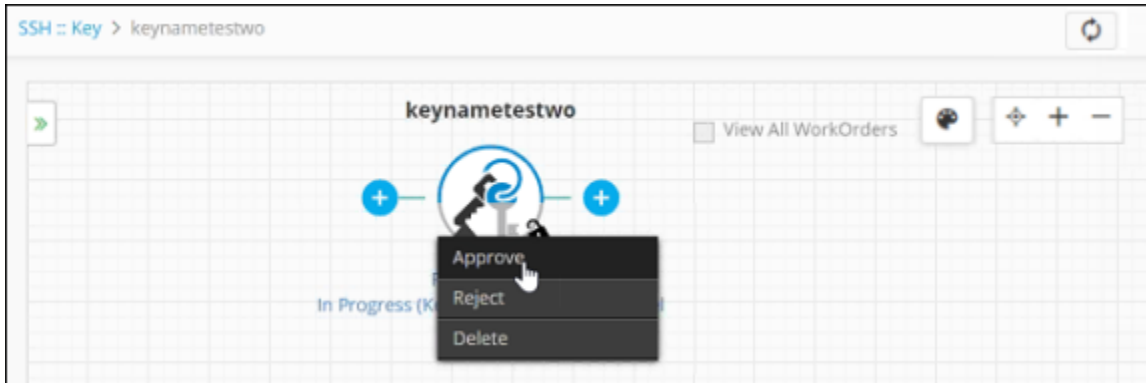 SSH :: Key > keynametestwo
keynametestwo
View All WorkOrders
Approve
Reject
In Progress
Delete